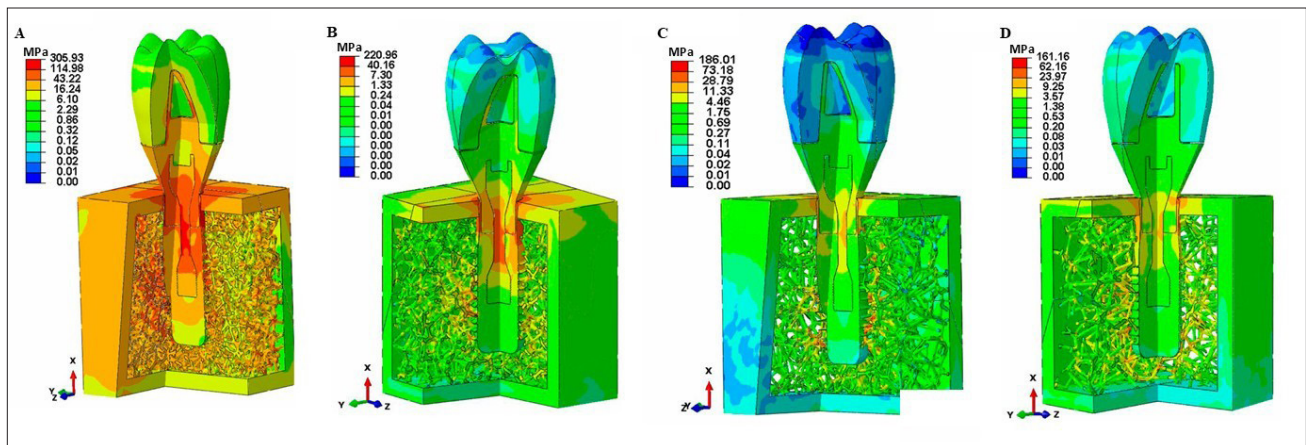 A
MPa
305.93
114.98
43.22
16.24
6.10
2.29
0.86
0.32
0.12
0.05
0.02
0.01
0.00
X
Y
Z
B
MPa
220.96
40.16
7.30
1.33
0.24
0.04
0.01
0.00
0.00
0.00
0.00
0.00
0.00
X
Y
Z
C
MPa
186.01
73.18
28.79
11.33
4.46
1.75
0.69
0.27
0.11
0.04
0.02
0.01
0.00
X
Z
Y
D
MPa
161.16
62.16
23.97
9.25
3.57
1.38
0.53
0.20
0.08
0.03
0.01
0.00
0.00
X
Y
Z